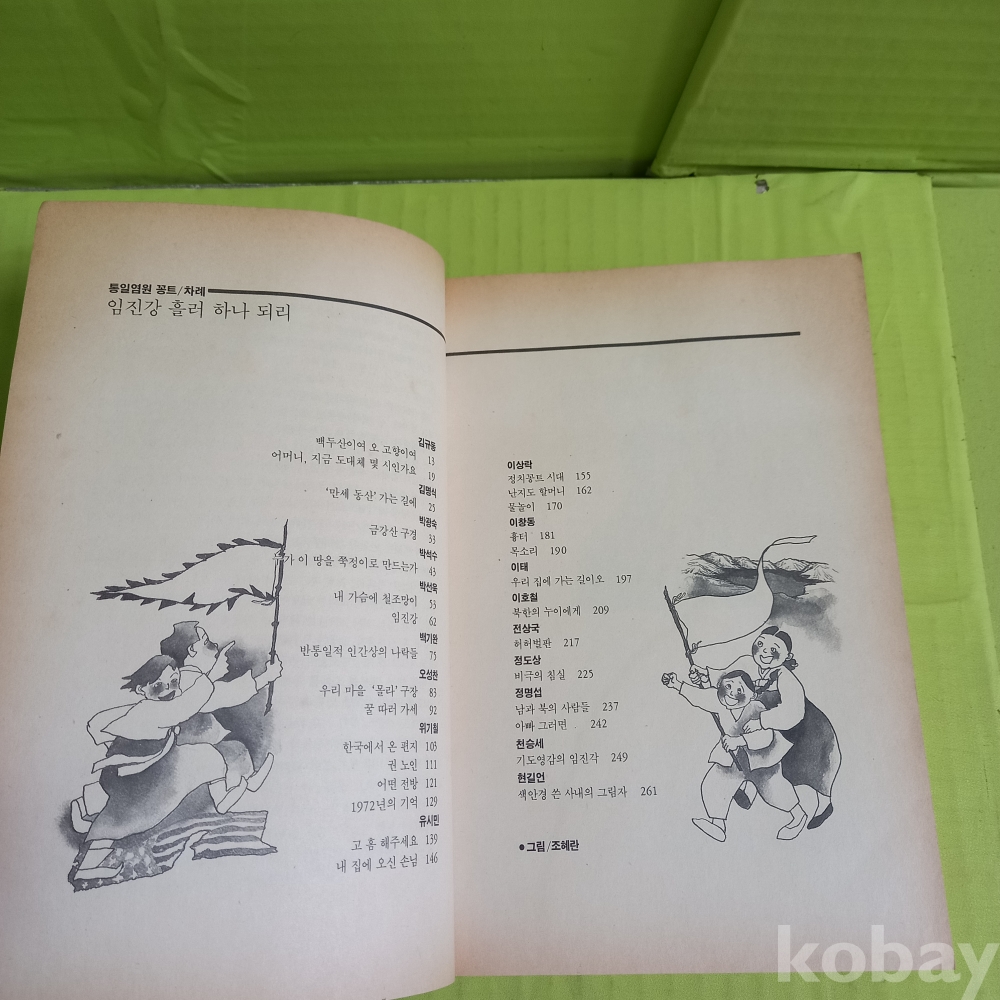 통일염원 꽁트/차례
임진강 흘러 하나 되리
김규동
백두산이여 오 고향이여 13
어머니, 지금 도대체 몇 시인가요 19
김명식
'만세 동산' 가는 길에 25
박광숙
금강산 구경 33
박석수
가 이 땅을 쭉정이로 만드는가 43
박선욱
내 가슴에 철조망이 53
임진강 62
백기완
반통일적 인간상의 나락들 75
오성찬
우리 마을 '몰라' 구장 83
꿀 따러 가세 92
위기철
한국에서 온 편지 103
권 노인 111
어떤 전방 121
1972년의 기억 129
유시민
고 홈 해주세요 139
내 집에 오신 손님 146
이상락
정치꽁트 시대 155
난지도 할머니 162
물놀이 170
이창동
흉터 181
목소리 190
이태
우리 집에 가는 길이오 197
이호철
북한의 누이에게 209
전상국
허허벌판 217
정도상
비극의 침실 225
정명섭
남과 북의 사람들 237
아빠 그러면 242
천승세
기도영감의 임진각 249
현길언
색안경 쓴 사내의 그림자 261
●그림/조혜란
kobay